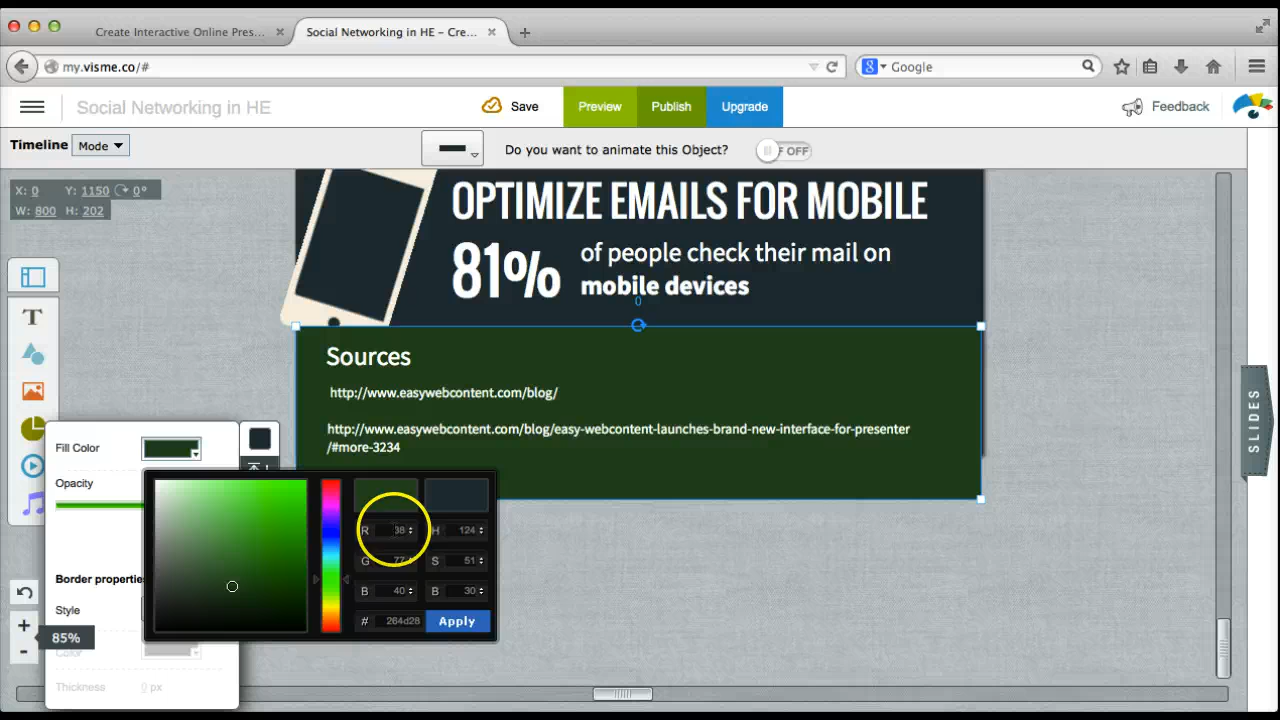 Create Interactive Online Pres...
Social Networking in HE – Cre...
my.visme.co/#
Google
Social Networking in HE
Save
Preview
Publish
Upgrade
Feedback
Timeline
Mode
Do you want to animate this Object?
OFF
X: 0 Y: 1150 0°
W: 800 H: 202
OPTIMIZE EMAILS FOR MOBILE
81%
of people check their mail on
mobile devices
0
Sources
http://www.easywebcontent.com/blog/
http://www.easywebcontent.com/blog/easy-webcontent-launches-brand-new-interface-for-presenter
/#more-3234
SLIDES
T
Fill Color
Opacity
Border properties
Style
Color
Thickness 0 px
R 38 H 124
G 77 S 51
B 40 B 30
# 264d28 Apply
+
85%
-